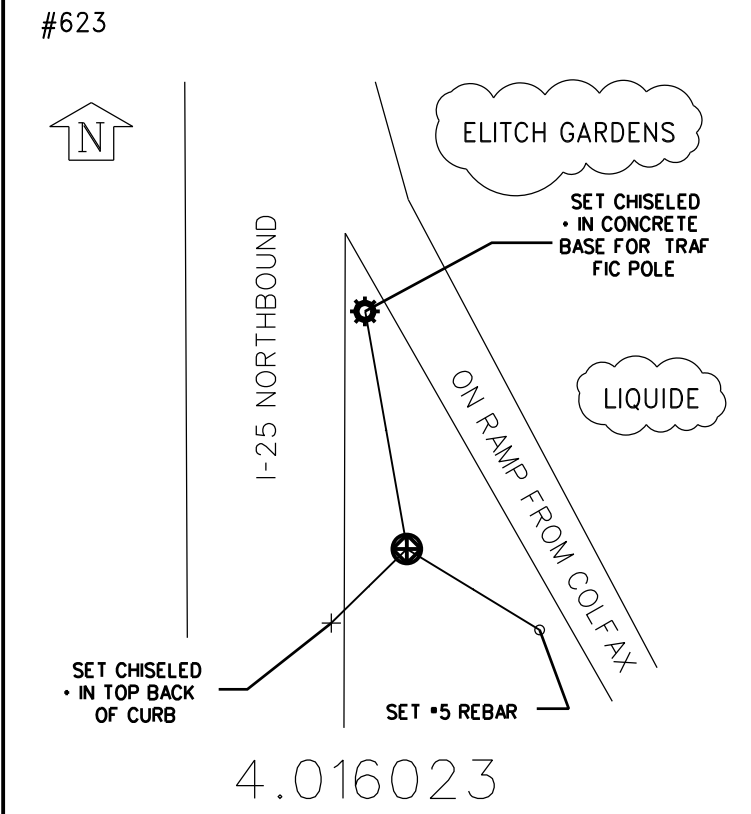 #623
N
ELITCH GARDENS
SET CHISELED
• IN CONCRETE
BASE FOR TRAF
FIC POLE
I-25 NORTHBOUND
LIQUIDE
ON RAMP FROM COLFAX
SET CHISELED
• IN TOP BACK
OF CURB
SET •5 REBAR
4.016023